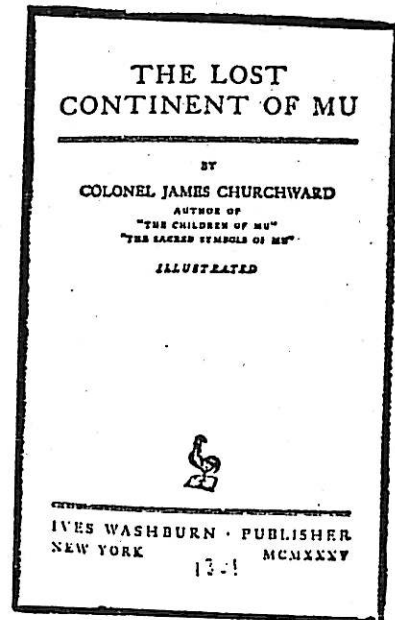 THE LOST
CONTINENT OF MU
BY
COLONEL JAMES CHURCHWARD
AUTHOR OF
"THE CHILDREN OF MU"
"THE SACRED SYMBOLS OF MU"
ILLUSTRATED
IVES WASHBURN · PUBLISHER
NEW YORK MCMXXXV